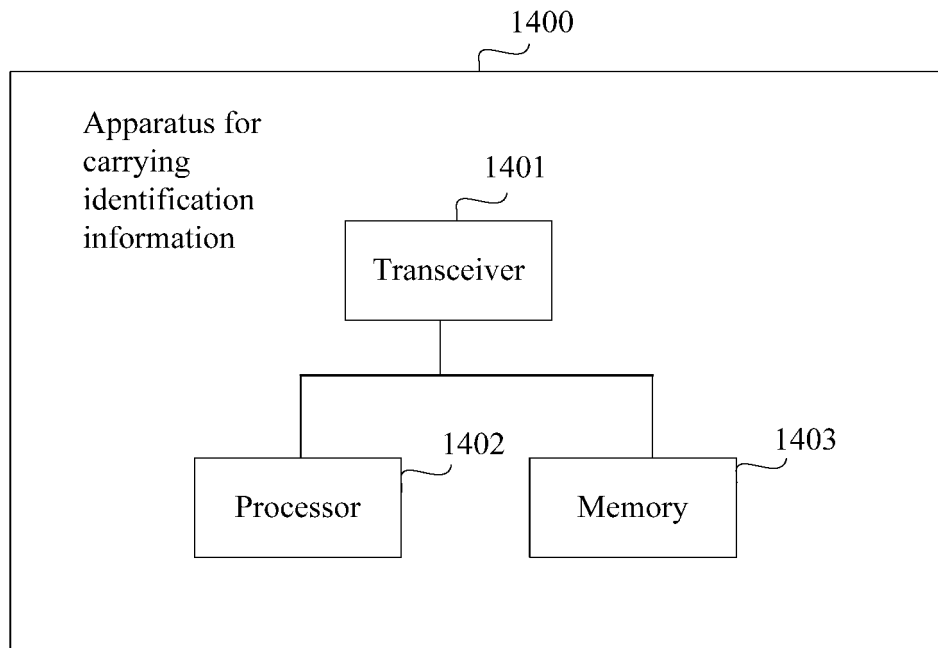 1400
Apparatus for
carrying
identification
information
1401
Transceiver
1402
1403
Processor
Memory